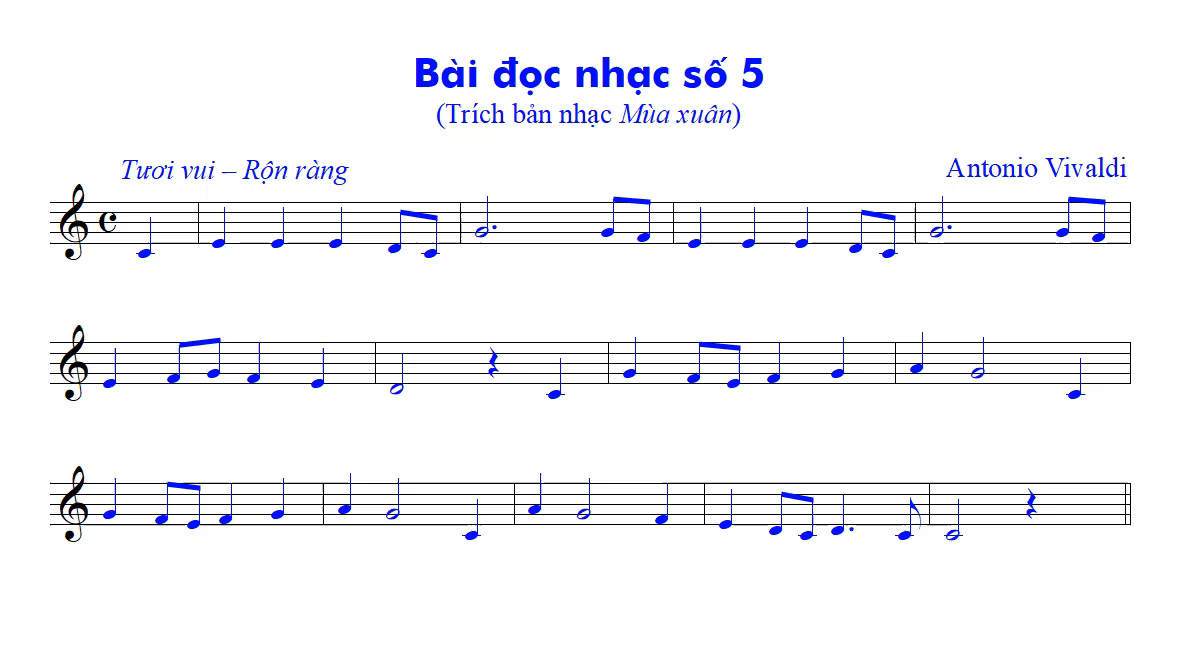 Bài đọc nhạc số 5
(Trích bản nhạc Mùa xuân)
Tươi vui – Rộn ràng
Antonio Vivaldi